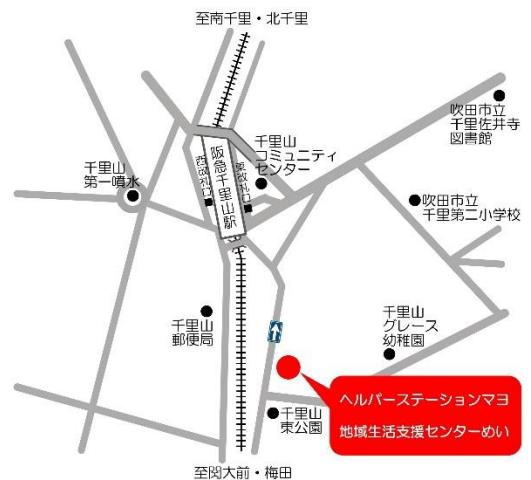 至南千里・北千里
吹田市立
千里佐井寺
図書館
千里山
コミュニティ
センター
阪急千里山駅
西改札口
東改札口
千里山
第一噴水
吹田市立
千里第二小学校
千里山
郵便局
千里山
グレース
幼稚園
ヘルパーステーションマヨ
地域生活支援センターめい
千里山
東公園
至関大前・梅田